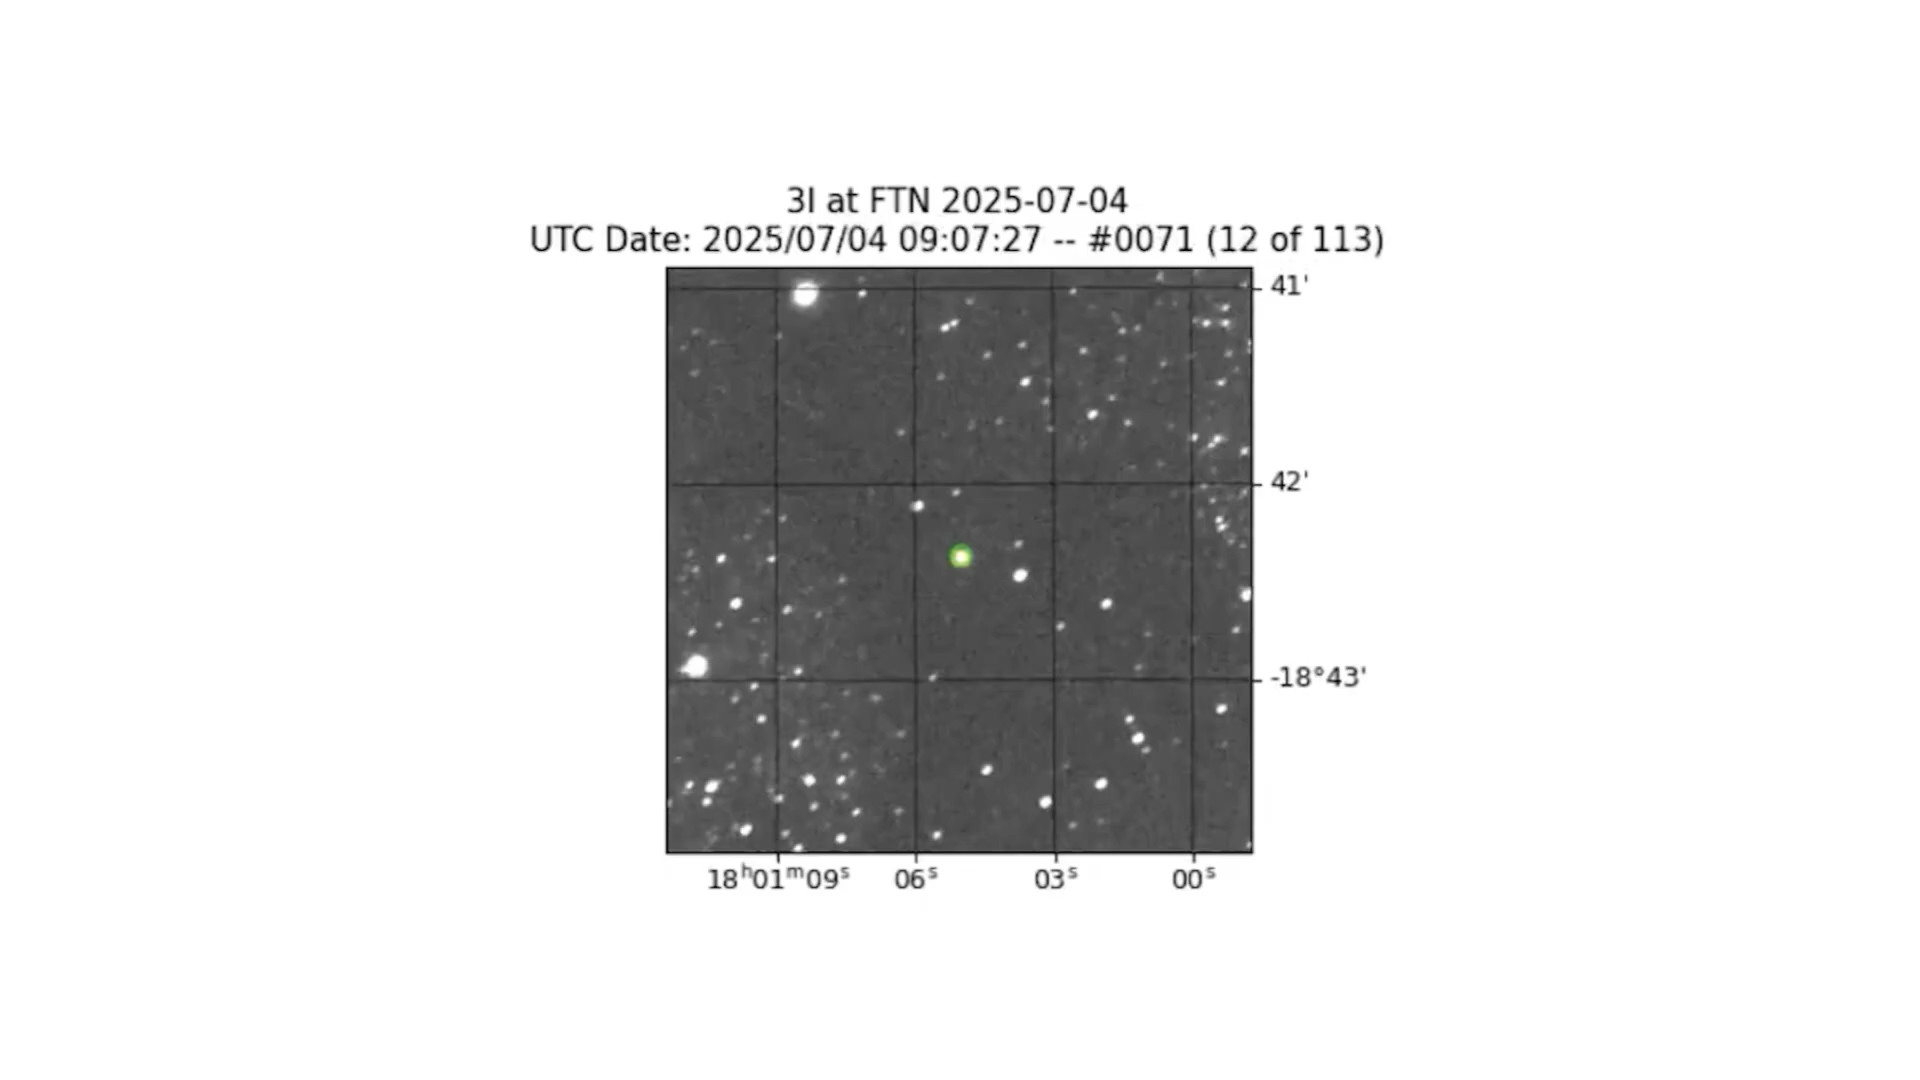 3I at FTN 2025-07-04
UTC Date: 2025/07/04 09:07:27 -- #0071 (12 of 113)
41'
42'
-18°43'
18ʰ01ᵐ09ˢ 06ˢ 03ˢ 00ˢ